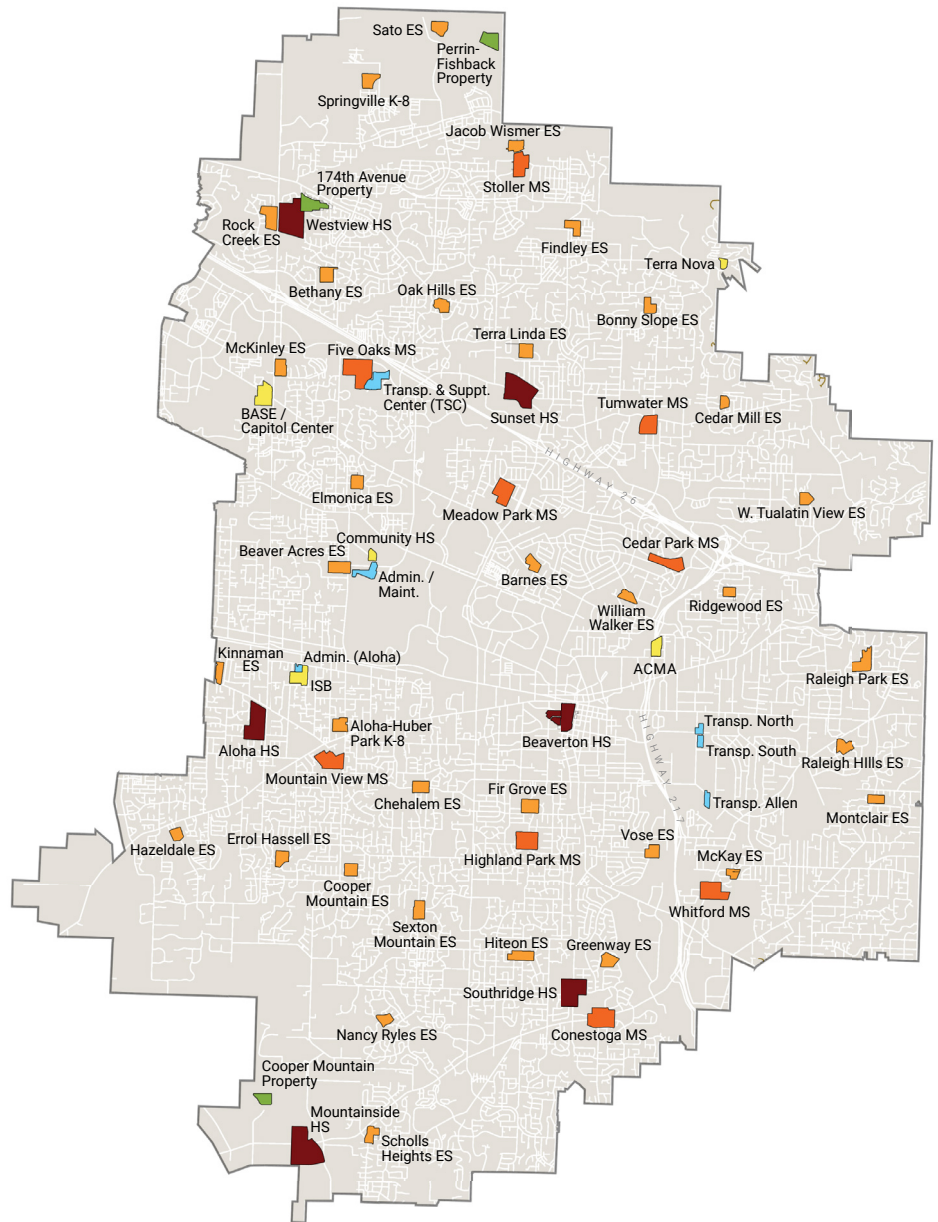 Sato ES
Perrin-
Fishback
Property
Springville K-8
Jacob Wismer ES
Stoller MS
174th Avenue
Property
Rock
Creek ES
Westview HS
Findley ES
Terra Nova
Bethany ES
Oak Hills ES
Bonny Slope ES
Terra Linda ES
McKinley ES
Five Oaks MS
Transp. & Suppt.
Center (TSC)
BASE /
Capitol Center
Sunset HS
Tumwater MS
Cedar Mill ES
HIGHWAY 26
Elmonica ES
Meadow Park MS
W. Tualatin View ES
Community HS
Beaver Acres ES
Admin. /
Maint.
Cedar Park MS
Barnes ES
William
Walker ES
Ridgewood ES
Kinnaman
ES
Admin. (Aloha)
ISB
ACMA
Raleigh Park ES
Aloha HS
Aloha-Huber
Park K-8
Beaverton HS
HIGHWAY 217
Transp. North
Transp. South
Raleigh HIlls ES
Mountain View MS
Chehalem ES
Fir Grove ES
Transp. Allen
Montclair ES
Hazeldale ES
Errol Hassell ES
Highland Park MS
Vose ES
McKay ES
Cooper
Mountain ES
Whitford MS
Sexton
Mountain ES
Hiteon ES
Greenway ES
Southridge HS
Conestoga MS
Nancy Ryles ES
Cooper Mountain
Property
Mountainside
HS
Scholls
Heights ES